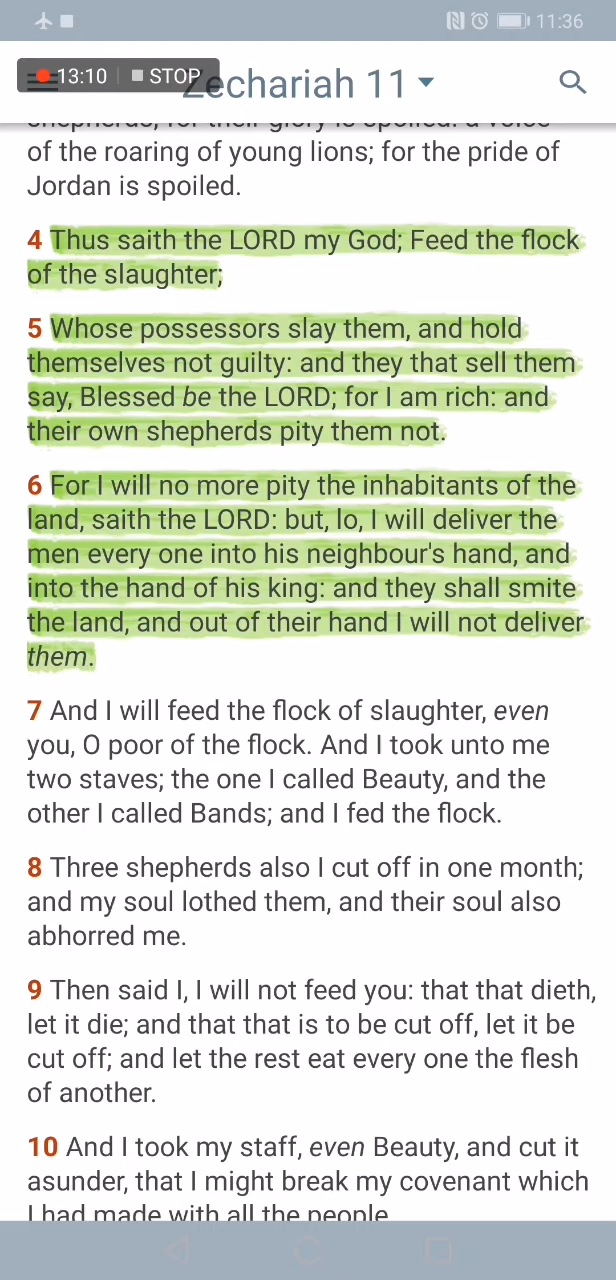 11:36
13:10 STOP
Zechariah 11
shepherds; for their glory is spoiled: a voice
of the roaring of young lions; for the pride of
Jordan is spoiled.
4 Thus saith the LORD my God; Feed the flock
of the slaughter;
5 Whose possessors slay them, and hold
themselves not guilty: and they that sell them
say, Blessed be the LORD; for I am rich: and
their own shepherds pity them not.
6 For I will no more pity the inhabitants of the
land, saith the LORD: but, lo, I will deliver the
men every one into his neighbour's hand, and
into the hand of his king: and they shall smite
the land, and out of their hand I will not deliver
them.
7 And I will feed the flock of slaughter, even
you, O poor of the flock. And I took unto me
two staves; the one I called Beauty, and the
other I called Bands; and I fed the flock.
8 Three shepherds also I cut off in one month;
and my soul lothed them, and their soul also
abhorred me.
9 Then said I, I will not feed you: that that dieth,
let it die; and that that is to be cut off, let it be
cut off; and let the rest eat every one the flesh
of another.
10 And I took my staff, even Beauty, and cut it
asunder, that I might break my covenant which
I had made with all the people